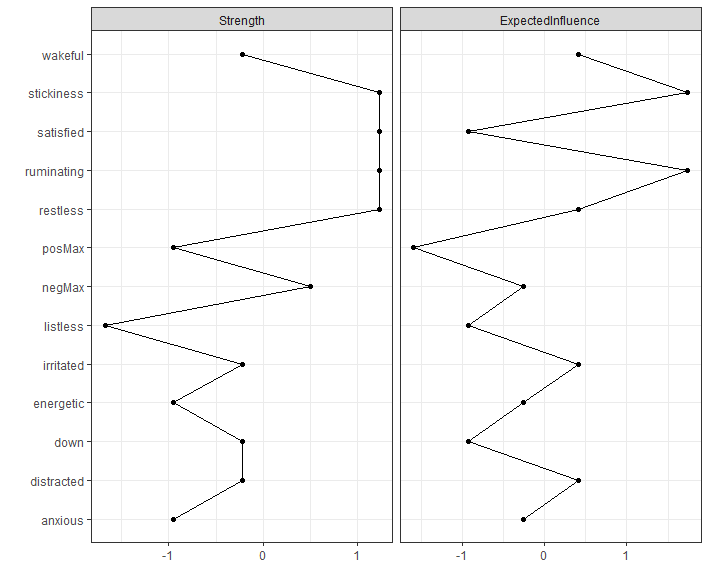 Strength ExpectedInfluence
wakeful
stickiness
satisfied
ruminating
restless
posMax
negMax
listless
irritated
energetic
down
distracted
anxious
-1 0 1 -1 0 1